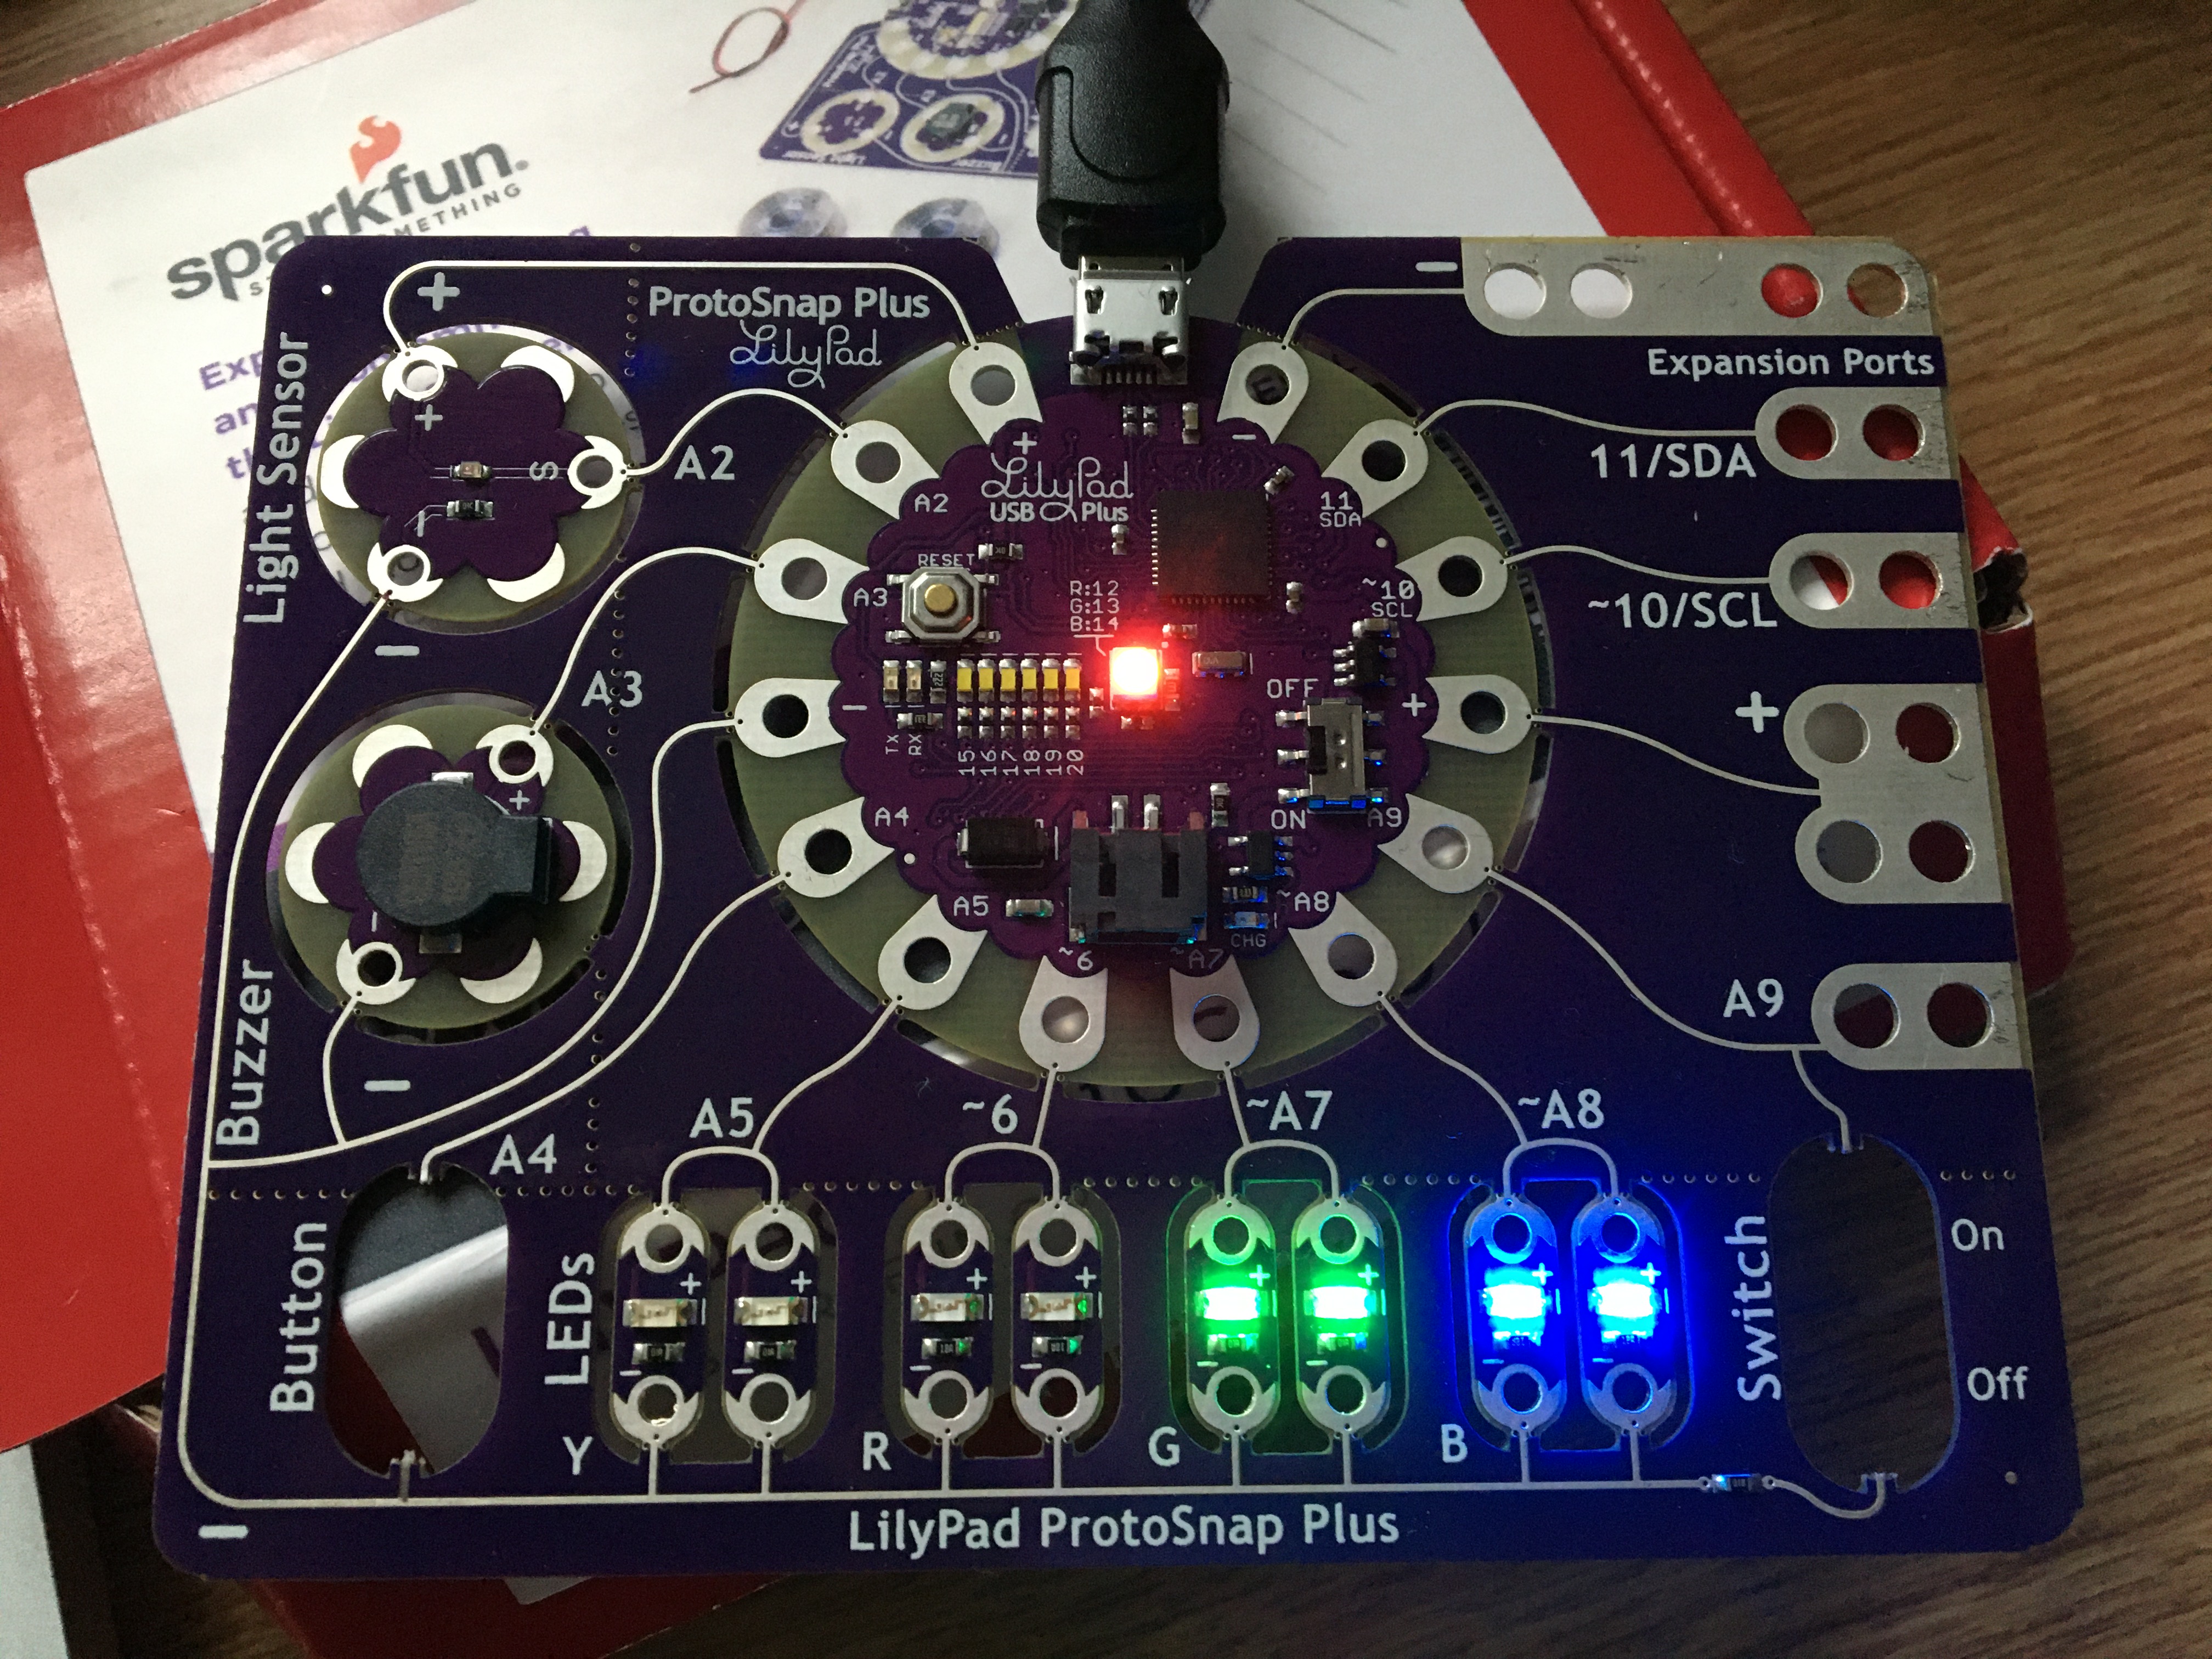 sparkfun
Buzzer
Light Sensor
Button
A4
A3
A2
LEDs
Y
A5
R
~6
G
~A7
B
~A8
Switch
On
Off
A9
~10/SCL
11/SDA
Expansion Ports
ProtoSnap Plus
LilyPad
LilyPad ProtoSnap Plus
A4
A3
A2
A5
~6
~A7
~A8
A9
~10
SCL
11
SDA
TX
RX
RESET
15
16
17
18
19
20
R:12
G:13
B:14
LilyPad
USB Plus
CHG
ON
OFF
S